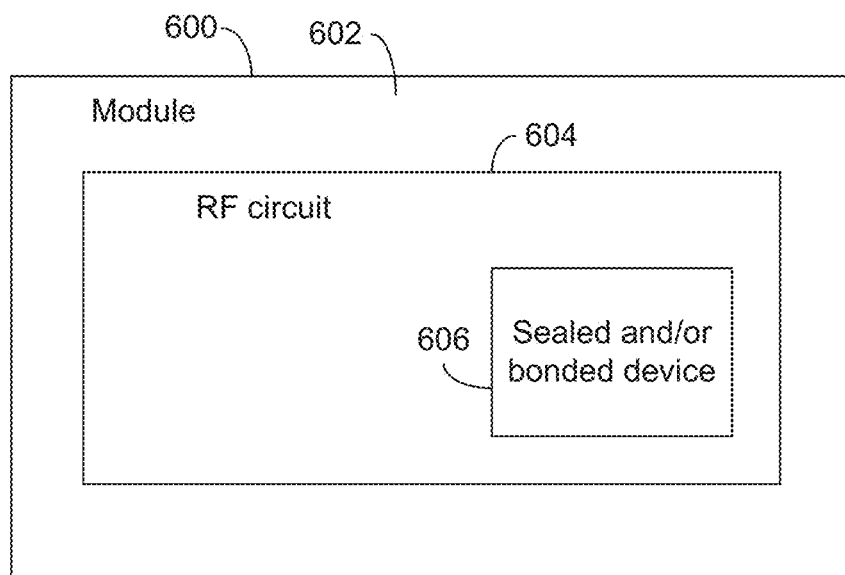 600
602
Module
604
RF circuit
606
Sealed and/or
bonded device